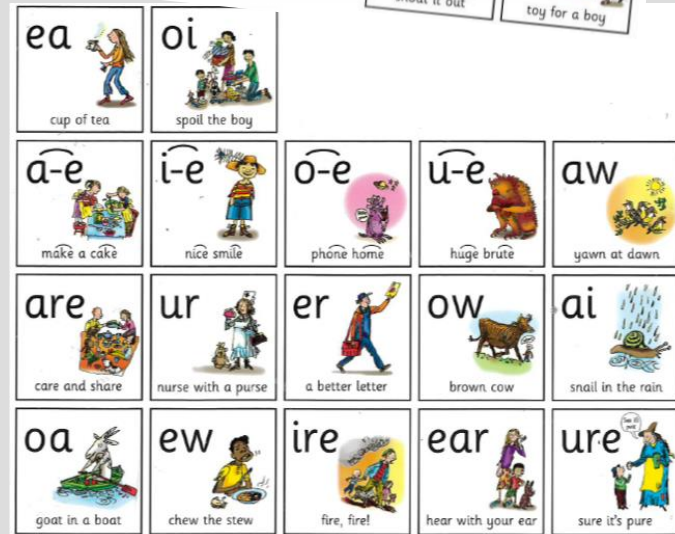 shout it out
toy for a boy
ea
cup of tea
oi
spoil the boy
a-e
make a cake
i-e
nice smile
o-e
phone home
u-e
huge brute
aw
yawn at dawn
are
care and share
ur
nurse with a purse
er
a better letter
ow
brown cow
ai
snail in the rain
oa
goat in a boat
ew
chew the stew
ire
fire, fire!
ear
hear with your ear
ure
sure it's pure